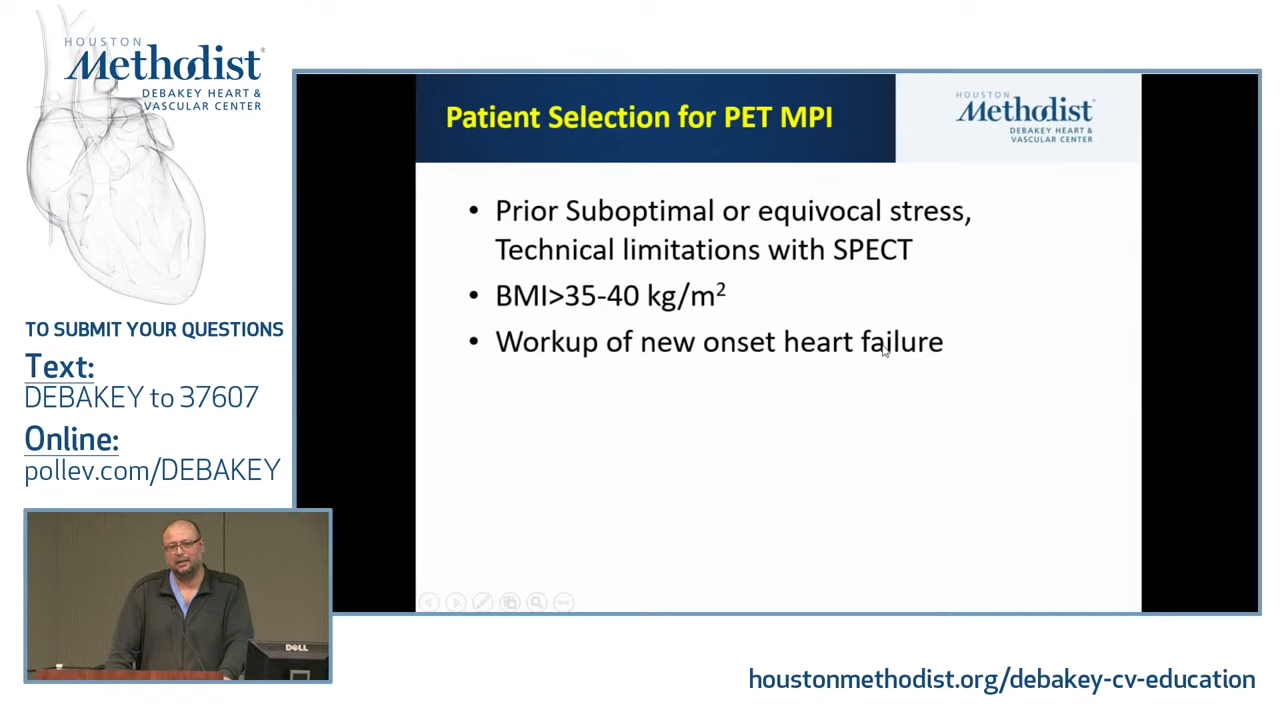 HOUSTON
Methodist®
DEBAKEY HEART &
VASCULAR CENTER
TO SUBMIT YOUR QUESTIONS
Text:
DEBAKEY to 37607
Online:
pollev.com/DEBAKEY
Patient Selection for PET MPI
HOUSTON
Methodist®
DEBAKEY HEART &
VASCULAR CENTER
• Prior Suboptimal or equivocal stress,
Technical limitations with SPECT
• BMI>35-40 kg/m²
• Workup of new onset heart failure
DELL
houstonmethodist.org/debakey-cv-education